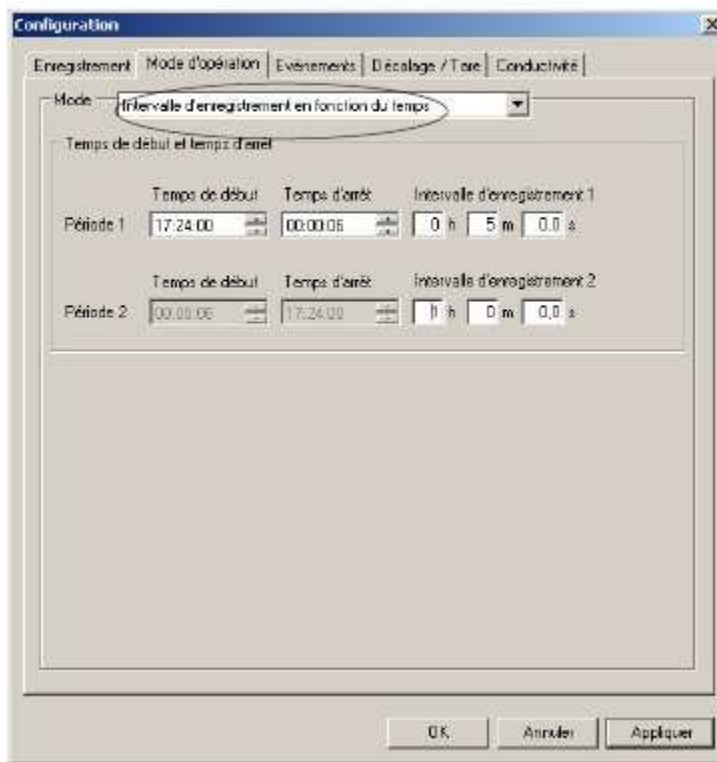 Configuration
Enregistrement Mode d'opération Evénements Décalage / Tare Conductivité
Mode Intervalle d'enregistrement en fonction du temps
Temps de début et temps d'arrêt
Temps de début Temps d'arrêt Intervalle d'enregistrement 1
Période 1 17:24:00 00:00:06 0 h 5 m 0.0 s
Temps de début Temps d'arrêt Intervalle d'enregistrement 2
Période 2 00:00:06 17:24:00 h 0 m 0,0 s
OK Annuler Appliquer